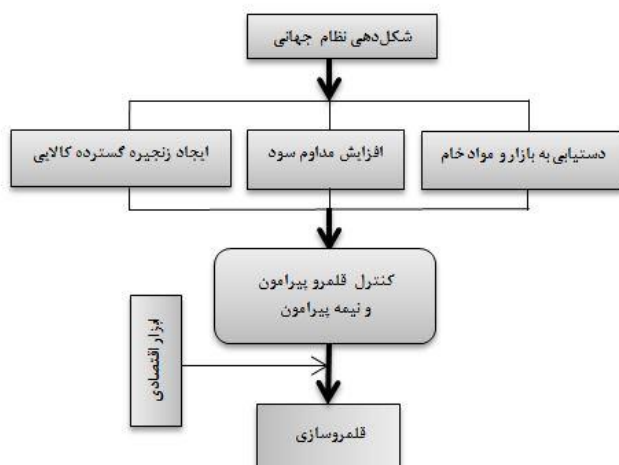 شکل‌دهی نظام جهانی
دستیابی به بازار و مواد خام
افزایش مداوم سود
ایجاد زنجیره گسترده کالایی
کنترل قلمرو پیرامون
و نیمه پیرامون
ابزار اقتصادی
قلمروسازی